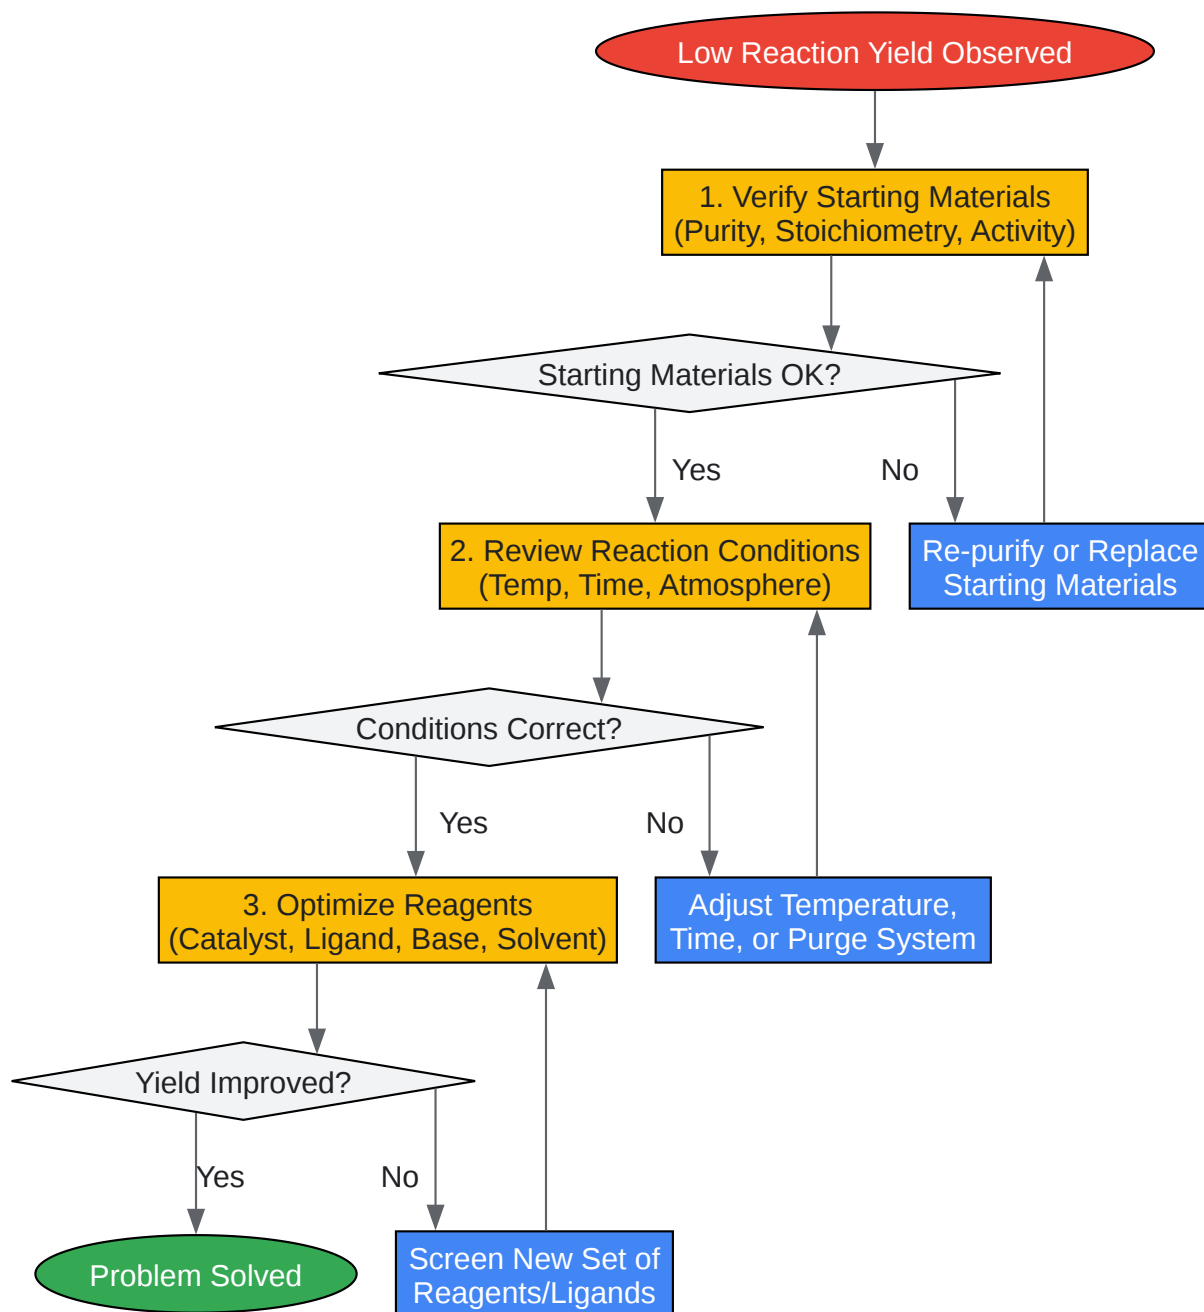 Low Reaction Yield Observed
1. Verify Starting Materials
(Purity, Stoichiometry, Activity)
Starting Materials OK?
Yes
No
2. Review Reaction Conditions
(Temp, Time, Atmosphere)
Re-purify or Replace
Starting Materials
Conditions Correct?
Yes
No
3. Optimize Reagents
(Catalyst, Ligand, Base, Solvent)
Adjust Temperature,
Time, or Purge System
Yield Improved?
Yes
No
Problem Solved
Screen New Set of
Reagents/Ligands